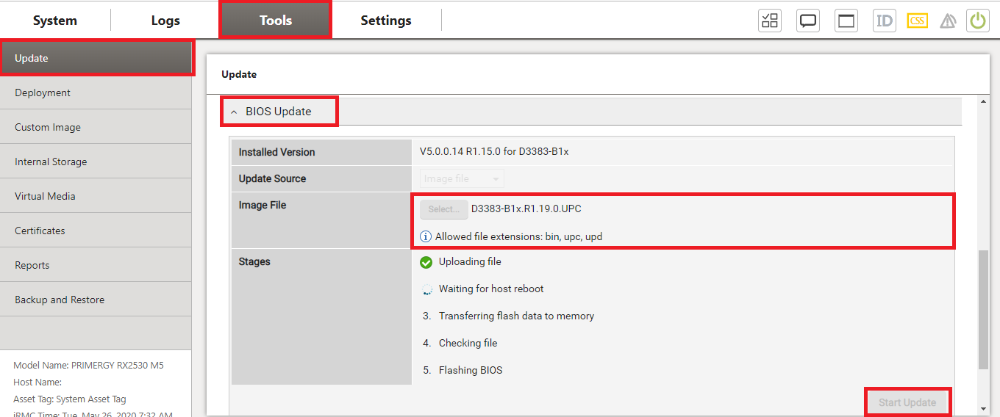 System Logs Tools Settings ID CSS
Update
Deployment
Custom Image
Internal Storage
Virtual Media
Certificates
Reports
Backup and Restore
Model Name: PRIMERGY RX2530 M5
Host Name:
Asset Tag: System Asset Tag
iRMC Time: Tue, May 26, 2020 7:32 AM
Update
BIOS Update
Installed Version V5.0.0.14 R1.15.0 for D3383-B1x
Update Source Image file
Image File Select... D3383-B1x.R1.19.0.UPC
Allowed file extensions: bin, upc, upd
Stages Uploading file
Waiting for host reboot
3. Transferring flash data to memory
4. Checking file
5. Flashing BIOS
Start Update